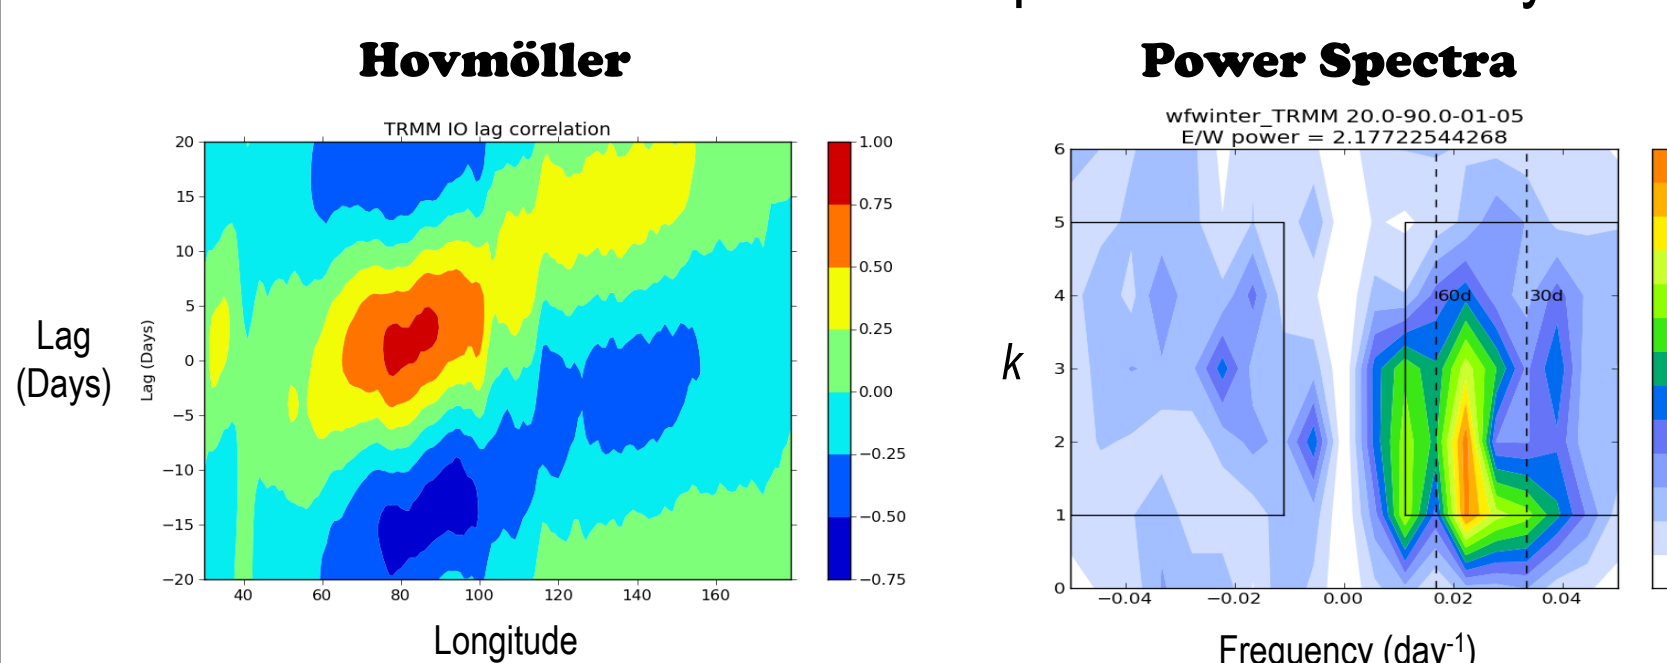 Hovmöller
TRMM IO lag correlation
20
15
10
5
0
−5
−10
−15
−20
Lag (Days)
Lag
(Days)
40 60 80 100 120 140 160
Longitude
1.00
0.75
0.50
0.25
0.00
−0.25
−0.50
−0.75
Power Spectra
wfwinter_TRMM 20.0-90.0-01-05
E/W power = 2.17722544268
6
5
4
3
2
1
0
k
60d 30d
−0.04 −0.02 0.00 0.02 0.04
Frequency (day-1)